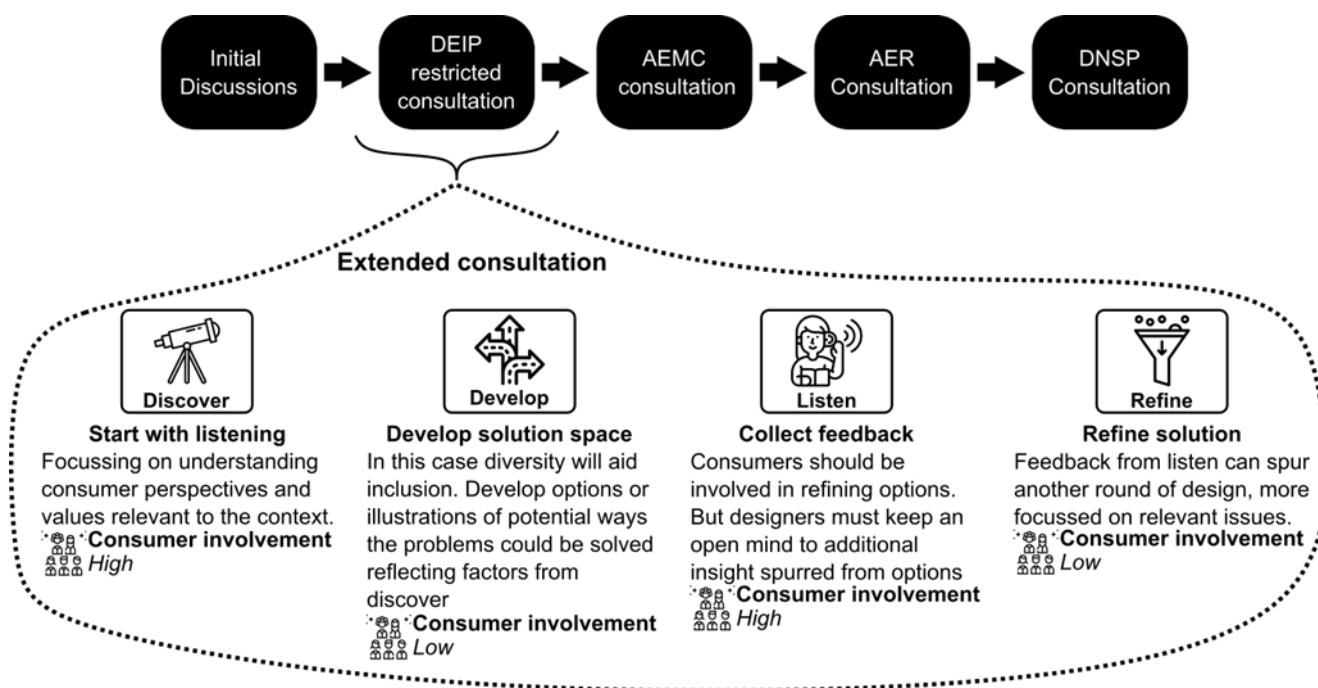 Initial
Discussions
DEIP
restricted
consultation
AEMC
consultation
AER
Consultation
DNSP
Consultation
Extended consultation
Discover
Start with listening
Focussing on understanding
consumer perspectives and
values relevant to the context.
Consumer involvement
High
Develop
Develop solution space
In this case diversity will aid
inclusion. Develop options or
illustrations of potential ways
the problems could be solved
reflecting factors from
discover
Consumer involvement
Low
Listen
Collect feedback
Consumers should be
involved in refining options.
But designers must keep an
open mind to additional
insight spurred from options
Consumer involvement
High
Refine
Refine solution
Feedback from listen can spur
another round of design, more
focussed on relevant issues.
Consumer involvement
Low